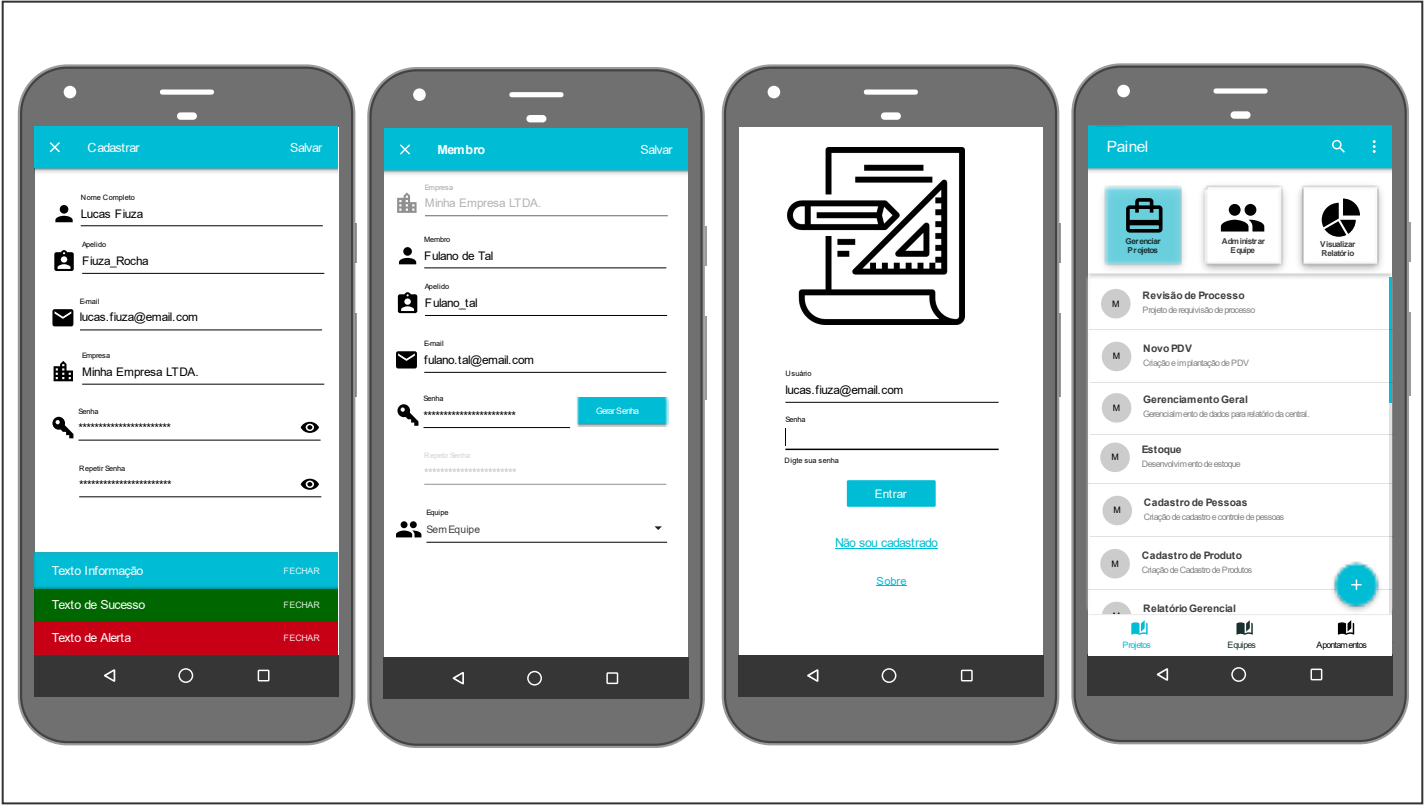 Cadastrar Salvar
Nome Completo
Lucas Fiuza
Apelido
Fiuza_Rocha
E-mail
lucas.fiuza@email.com
Empresa
Minha Empresa LTDA.
Senha
***********************
Repetir Senha
***********************
Texto Informação FECHAR
Texto de Sucesso FECHAR
Texto de Alerta FECHAR
Membro Salvar
Empresa
Minha Empresa LTDA.
Membro
Fulano de Tal
Apelido
Fulano_tal
E-mail
fulano.tal@email.com
Senha
***********************
Gerar Senha
Repetir Senha
***********************
Equipe
Sem Equipe
Usuário
lucas.fiuza@email.com
Senha
Digte sua senha
Entrar
Não sou cadastrado
Sobre
Painel
Gerenciar
Projetos
Administrar
Equipe
Visualizar
Relatório
M
Revisão de Processo
Projeto de requivisão de processo
M
Novo PDV
Criação e implantação de PDV
M
Gerenciamento Geral
Gerencialmento de dados para relatório da central.
M
Estoque
Desenvolvimento de estoque
M
Cadastro de Pessoas
Criação de cadastro e controle de pessoas
M
Cadastro de Produto
Criação de Cadastro de Produtos
+
Relatório Gerencial
Projetos Equipes Apontamentos